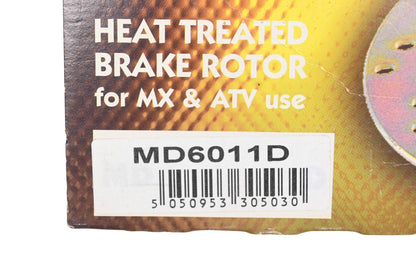 HEAT TREATED
BRAKE ROTOR
for MX & ATV use
MD6011D
5 050953 305030